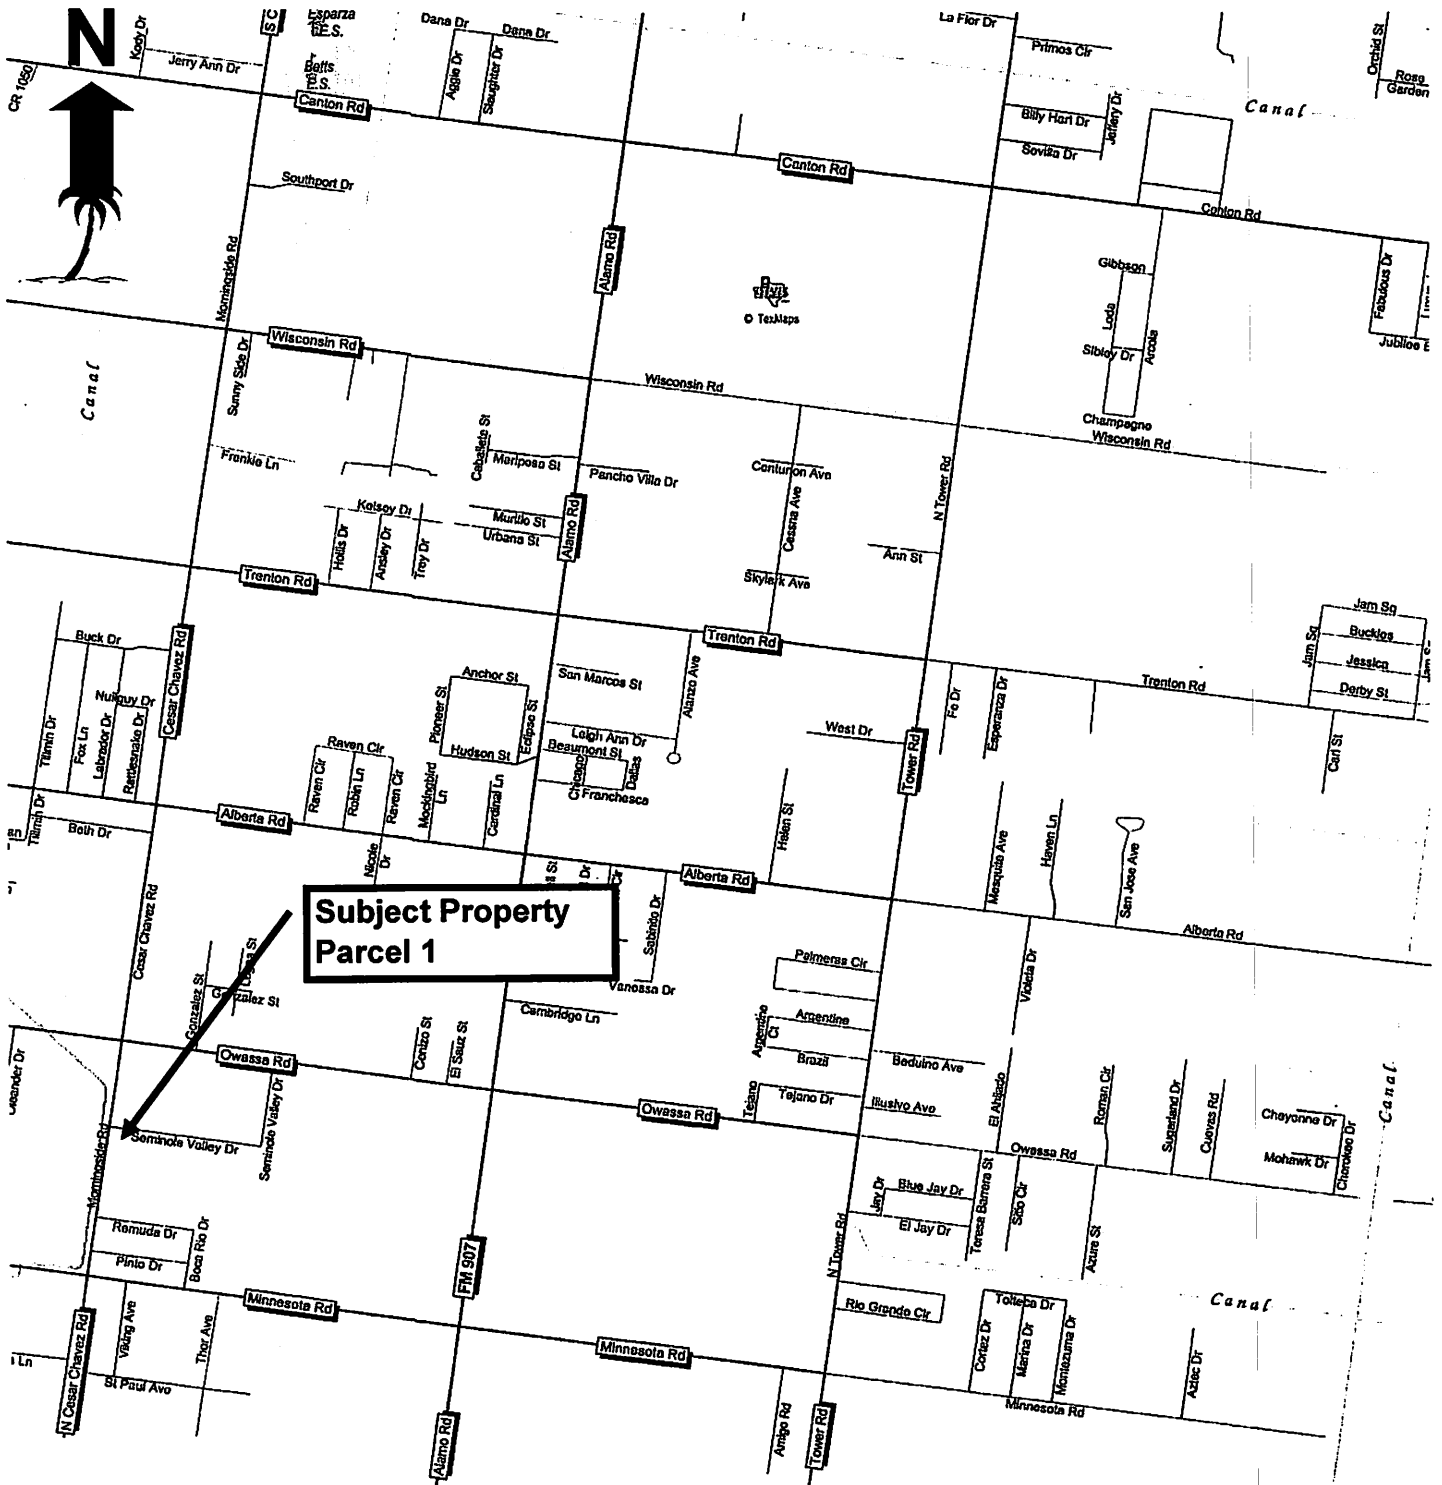 N
Kody Dr
Jerry Ann Dr
CR 1050
S C
Esparza
E.S.
Betts
E.S.
Canton Rd
Dana Dr
Dana Dr
Aggie Dr
Slaughter Dr
La Flor Dr
Primos Cir
Orchid St
Rose
Garden
Canal
Billy Hart Dr
Jeffery Dr
Sevilla Dr
Canton Rd
Southport Dr
Canton Rd
Morningside Rd
Alamo Rd
Gibbson
Loda
Sibley Dr
Arcola
Fabulous Dr
Jubilee
© TexMaps
Wisconsin Rd
Sunny Side Dr
Canal
Wisconsin Rd
Champagne
Wisconsin Rd
Frankie Ln
Caballete St
Mariposa St
Pancho Villa Dr
Centurion Ave
Cessna Ave
N Tower Rd
Kelsey Dr
Hollis Dr
Ansley Dr
Trey Dr
Murillo St
Urbana St
Alamo Rd
Ann St
Skylark Ave
Trenton Rd
Trenton Rd
Jam Sq
Buckles
Jessica
Derby St
Jam Sq
Jam S
Buck Dr
Cesar Chavez Rd
Nuilguy Dr
Tilimin Dr
Fox Ln
Labrador Dr
Rattlesnake Dr
Anchor St
Pioneer St
Eclipse St
Hudson St
San Marcos St
Alanzo Ave
Leigh Ann Dr
Beaumont St
Chicago
Dallas
Franchesca
West Dr
Tower Rd
Fe Dr
Esperanza Dr
Trenton Rd
Carl St
Raven Cir
Raven Cir
Robin Ln
Raven Cir
Mockingbird
Ln
Cardinal Ln
Helen St
Mesquite Ave
Haven Ln
San Jose Ave
Tilimin Dr
Beth Dr
Alberta Rd
Nicole
Dr
Alberta Rd
Alberta Rd
Cesar Chavez Rd
Subject Property
Parcel 1
Sabinito Dr
Vanessa Dr
Gonzalez St
Gonzalez St
Cambridge Ln
Palmeras Cir
Violeta Dr
Argentine
Ct
Argentine
Brazil
Beduino Ave
Conizo St
El Sauz St
Owassa Rd
Oleander Dr
Seminole Valley Dr
Seminole Valley Dr
Morningside Rd
Owassa Rd
Tejano
Tejano Dr
Illusivo Ave
El Ahijado
Roman Cir
Sugarland Dr
Cuevas Rd
Cheyenne Dr
Mohawk Dr
Cherokee Dr
Canal
Owassa Rd
Jay Dr
Blue Jay Dr
El Jay Dr
Teresa Barrera St
Sitio Cir
Azure St
Remuda Dr
Pinto Dr
Boca Rio Dr
FM 907
N Tower Rd
Minnesota Rd
Rio Grande Cir
Tolteca Dr
Canal
N Cesar Chavez Rd
Viking Ave
Thor Ave
Ln
St Paul Ave
Minnesota Rd
Cortez Dr
Marina Dr
Montezuma Dr
Aztec Dr
Minnesota Rd
Alamo Rd
Amigo Rd
Tower Rd